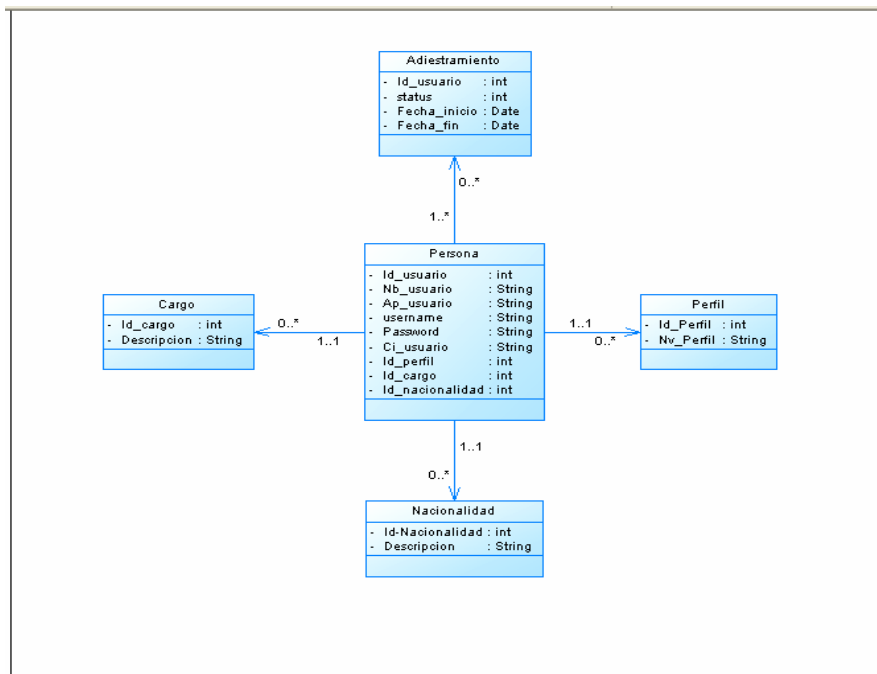 Adiestramiento
- Id_usuario : int
- status : int
- Fecha_inicio : Date
- Fecha_fin : Date
0..*
1..*
Persona
- Id_usuario : int
- Nb_usuario : String
- Ap_usuario : String
- username : String
- Password : String
- Ci_usuario : String
- Id_perfil : int
- Id_cargo : int
- Id_nacionalidad : int
Cargo
- Id_cargo : int
- Descripcion : String
0..*
1..1
1..1
0..*
Perfil
- Id_Perfil : int
- Nv_Perfil : String
1..1
0..*
Nacionalidad
- Id-Nacionalidad : int
- Descripcion : String